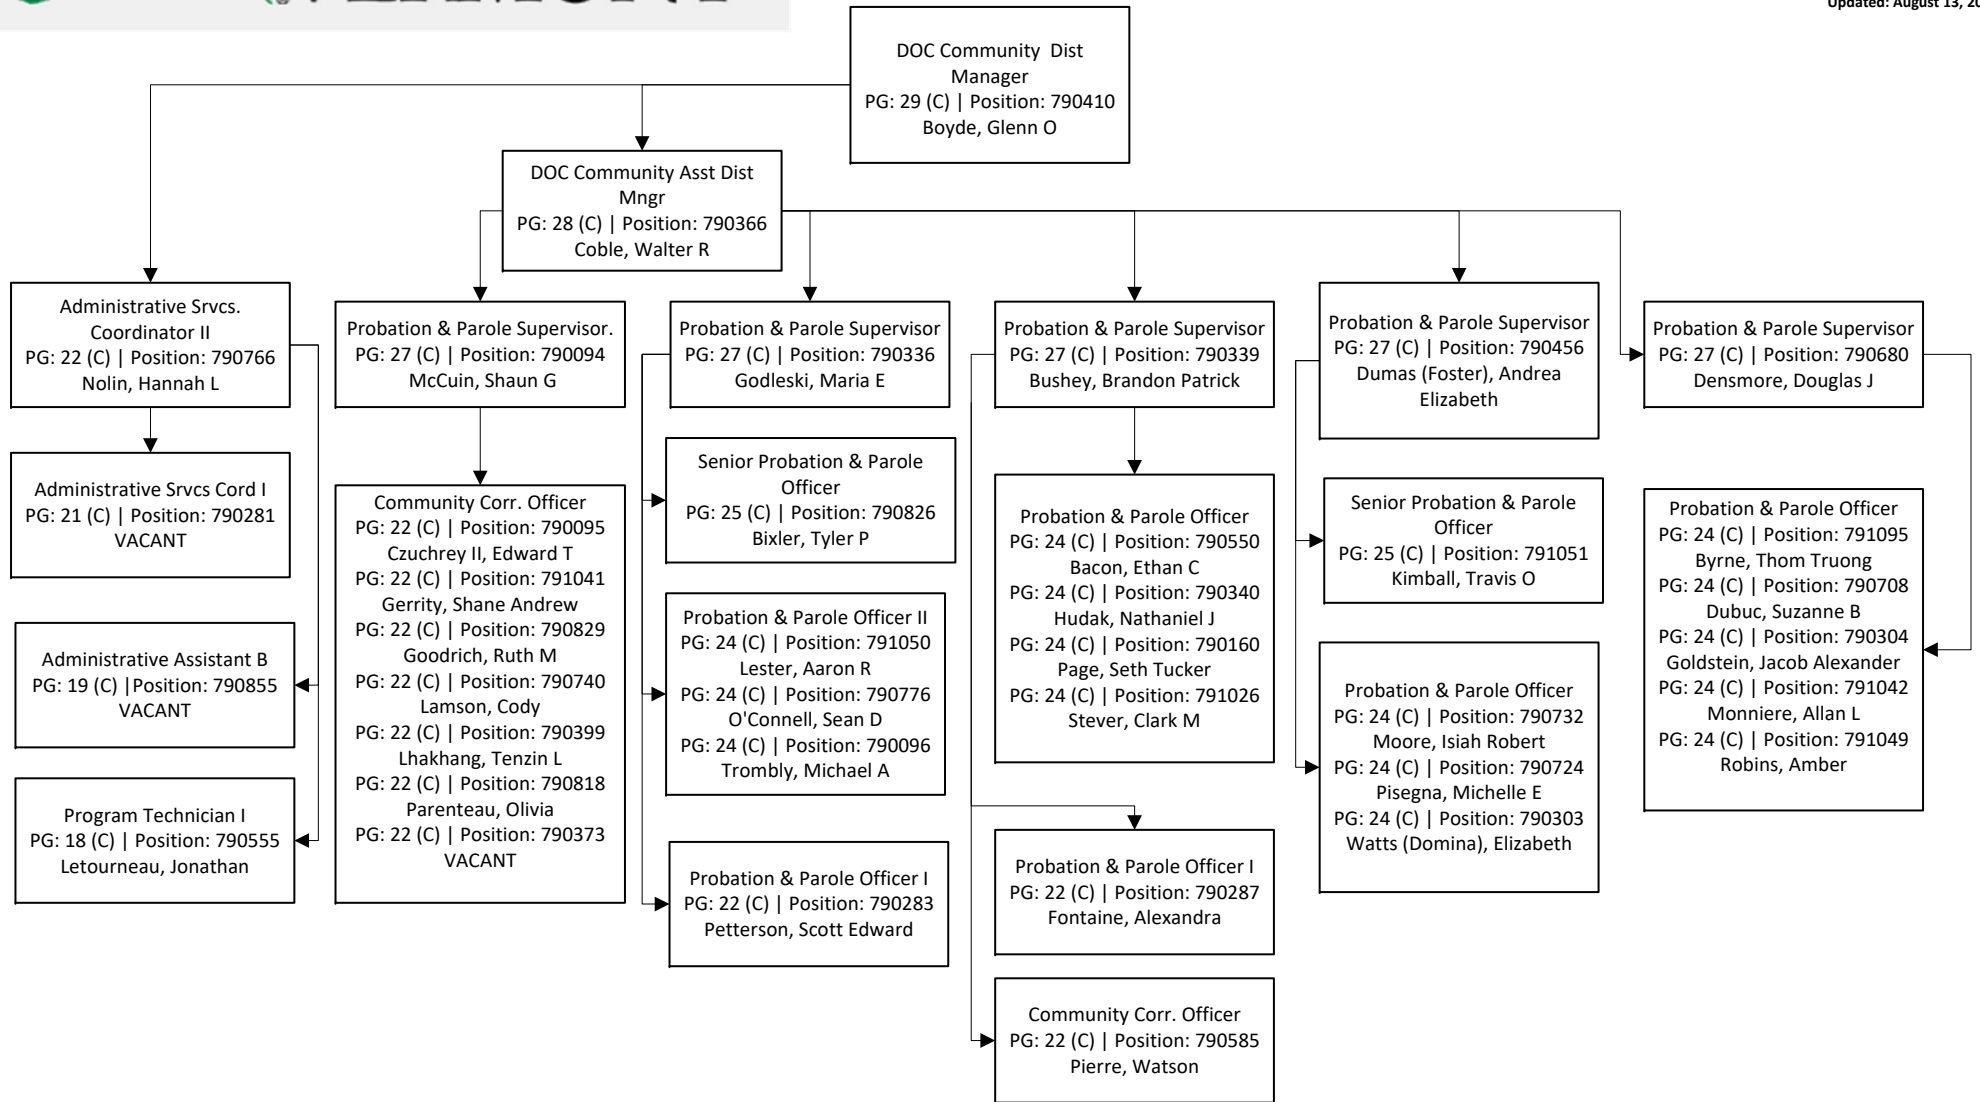 Updated: August 13, 20
DOC Community  Dist
Manager
PG: 29 (C) | Position: 790410
Boyde, Glenn O
DOC Community Asst Dist
Mngr
PG: 28 (C) | Position: 790366
Coble, Walter R
Administrative Srvcs.
Coordinator II
PG: 22 (C) | Position: 790766
Nolin, Hannah L
Administrative Srvcs Cord I
PG: 21 (C) | Position: 790281
VACANT
Administrative Assistant B
PG: 19 (C) |Position: 790855
VACANT
Program Technician I
PG: 18 (C) | Position: 790555
Letourneau, Jonathan
Probation & Parole Supervisor.
PG: 27 (C) | Position: 790094
McCuin, Shaun G
Community Corr. Officer
PG: 22 (C) | Position: 790095
Czuchrey II, Edward T
PG: 22 (C) | Position: 791041
Gerrity, Shane Andrew
PG: 22 (C) | Position: 790829
Goodrich, Ruth M
PG: 22 (C) | Position: 790740
Lamson, Cody
PG: 22 (C) | Position: 790399
Lhakhang, Tenzin L
PG: 22 (C) | Position: 790818
Parenteau, Olivia
PG: 22 (C) | Position: 790373
VACANT
Probation & Parole Supervisor
PG: 27 (C) | Position: 790336
Godleski, Maria E
Senior Probation & Parole
Officer
PG: 25 (C) | Position: 790826
Bixler, Tyler P
Probation & Parole Officer II
PG: 24 (C) | Position: 791050
Lester, Aaron R
PG: 24 (C) | Position: 790776
O'Connell, Sean D
PG: 24 (C) | Position: 790096
Trombly, Michael A
Probation & Parole Officer I
PG: 22 (C) | Position: 790283
Petterson, Scott Edward
Probation & Parole Supervisor
PG: 27 (C) | Position: 790339
Bushey, Brandon Patrick
Probation & Parole Officer
PG: 24 (C) | Position: 790550
Bacon, Ethan C
PG: 24 (C) | Position: 790340
Hudak, Nathaniel J
PG: 24 (C) | Position: 790160
Page, Seth Tucker
PG: 24 (C) | Position: 791026
Stever, Clark M
Probation & Parole Officer I
PG: 22 (C) | Position: 790287
Fontaine, Alexandra
Community Corr. Officer
PG: 22 (C) | Position: 790585
Pierre, Watson
Probation & Parole Supervisor
PG: 27 (C) | Position: 790456
Dumas (Foster), Andrea
Elizabeth
Senior Probation & Parole
Officer
PG: 25 (C) | Position: 791051
Kimball, Travis O
Probation & Parole Officer
PG: 24 (C) | Position: 790732
Moore, Isiah Robert
PG: 24 (C) | Position: 790724
Pisegna, Michelle E
PG: 24 (C) | Position: 790303
Watts (Domina), Elizabeth
Probation & Parole Supervisor
PG: 27 (C) | Position: 790680
Densmore, Douglas J
Probation & Parole Officer
PG: 24 (C) | Position: 791095
Byrne, Thom Truong
PG: 24 (C) | Position: 790708
Dubuc, Suzanne B
PG: 24 (C) | Position: 790304
Goldstein, Jacob Alexander
PG: 24 (C) | Position: 791042
Monniere, Allan L
PG: 24 (C) | Position: 791049
Robins, Amber